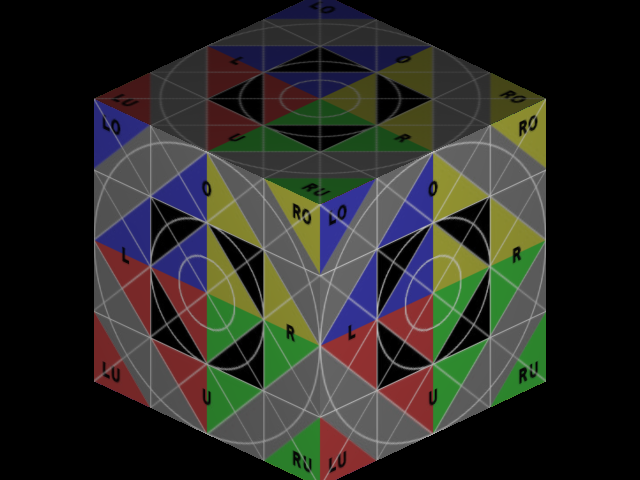 LO
L O
LU RO
U R
RU
LO RO
RO LO
O O
L R
R L
LU RU
U U
RU LU